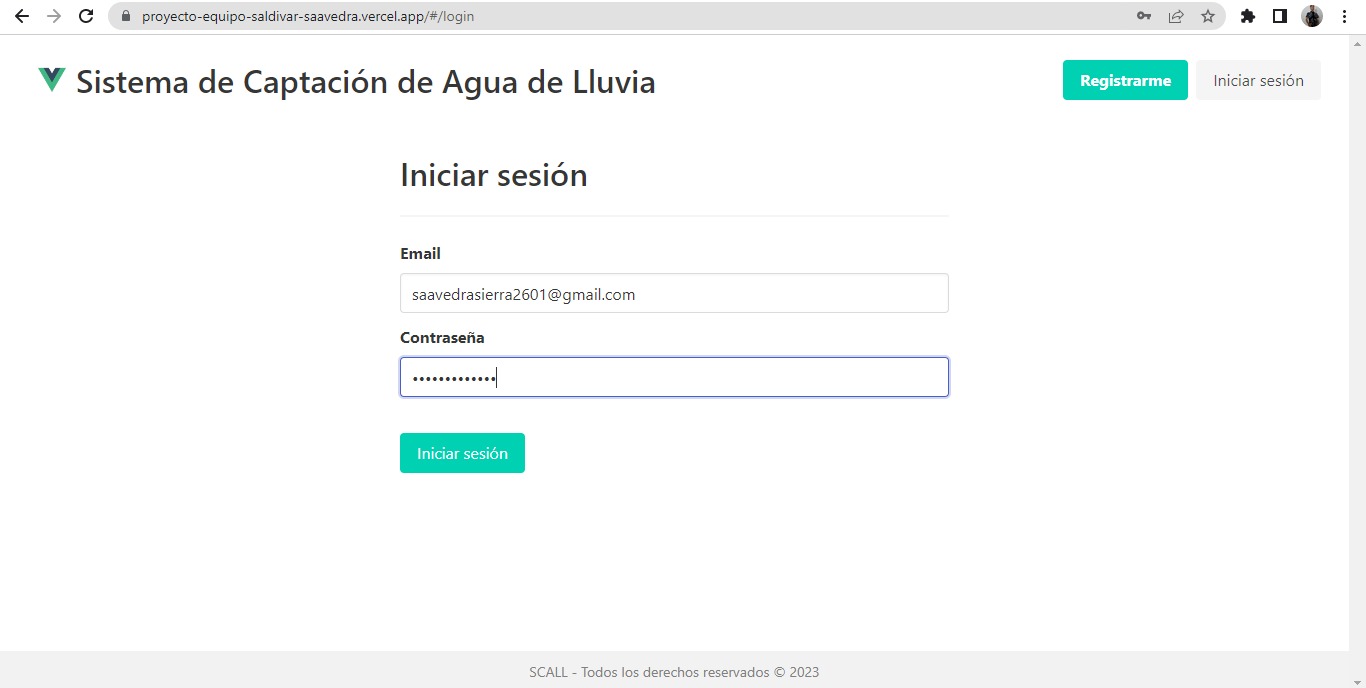 proyecto-equipo-saldivar-saavedra.vercel.app/#/login
Sistema de Captación de Agua de Lluvia
Registrarme
Iniciar sesión
Iniciar sesión
Email
saavedrasierra2601@gmail.com
Contraseña
•••••••••••••
Iniciar sesión
SCALL - Todos los derechos reservados © 2023